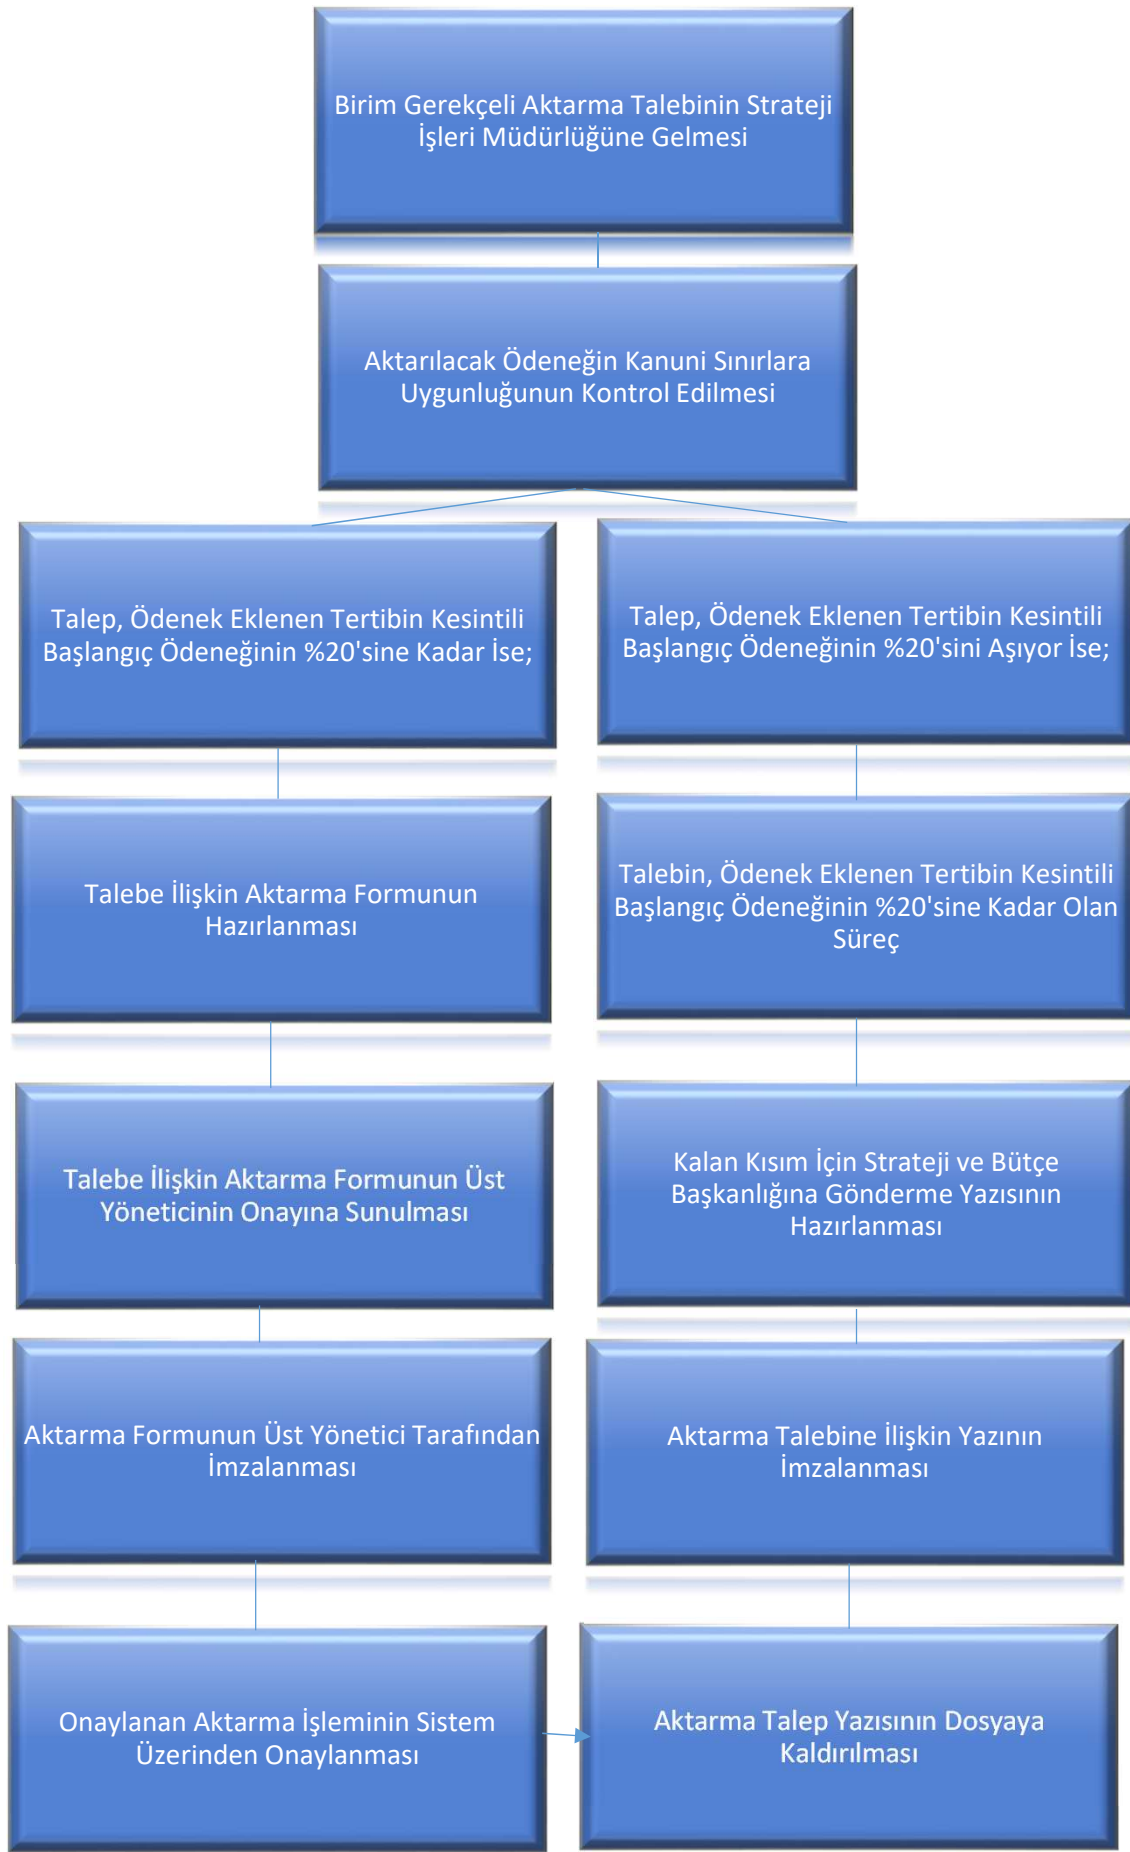 Birim Gerekçeli Aktarma Talebinin Strateji
İşleri Müdürlüğüne Gelmesi
Aktarılacak Ödeneğin Kanuni Sınırlara
Uygunluğunun Kontrol Edilmesi
Talep, Ödenek Eklenen Tertibin Kesintili
Başlangıç Ödeneğinin %20'sine Kadar İse;
Talebe İlişkin Aktarma Formunun
Hazırlanması
Talebe İlişkin Aktarma Formunun Üst
Yöneticinin Onayına Sunulması
Aktarma Formunun Üst Yönetici Tarafından
İmzalanması
Onaylanan Aktarma İşleminin Sistem
Üzerinden Onaylanması
Talep, Ödenek Eklenen Tertibin Kesintili
Başlangıç Ödeneğinin %20'sini Aşıyor İse;
Talebin, Ödenek Eklenen Tertibin Kesintili
Başlangıç Ödeneğinin %20'sine Kadar Olan
Süreç
Kalan Kısım İçin Strateji ve Bütçe
Başkanlığına Gönderme Yazısının
Hazırlanması
Aktarma Talebine İlişkin Yazının
İmzalanması
Aktarma Talep Yazısının Dosyaya
Kaldırılması